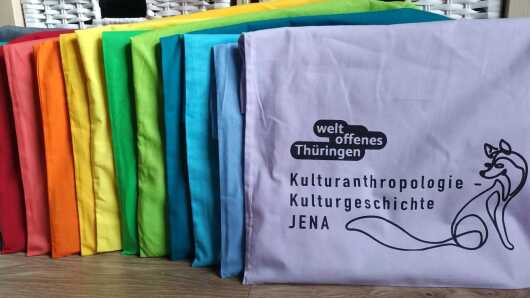 welt
offenes
Thüringen
Kulturanthropologie -
Kulturgeschichte
JENA